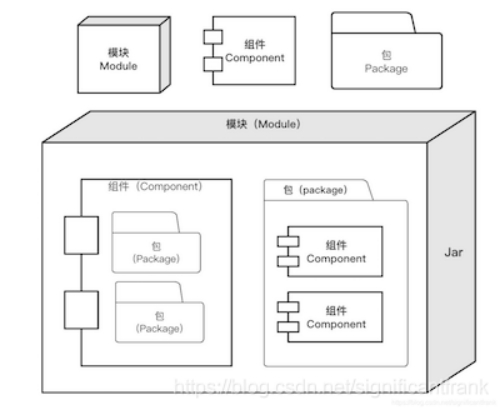 模块
Module
组件
Component
包
Package
模块（Module）
组件（Component）
包
（Package）
包
（Package）
包（package）
组件
Component
组件
Component
Jar
https://blog.csdn.net/significantfrank